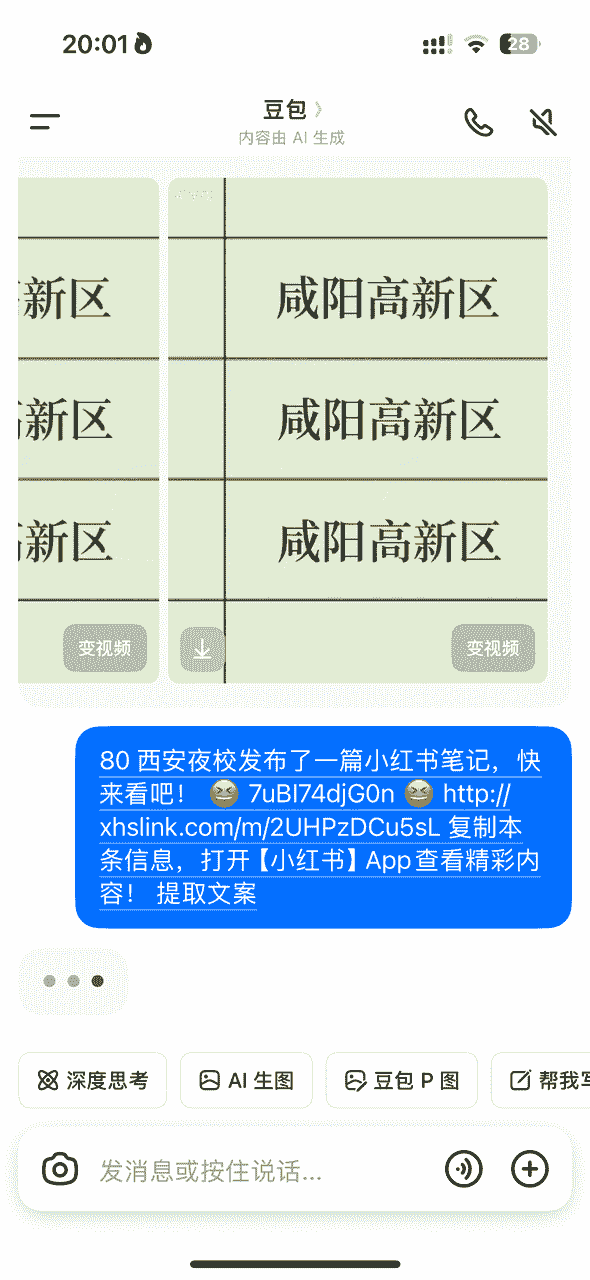 20:01
28
豆包
内容由 AI 生成
新区
咸阳高新区
新区
咸阳高新区
新区
咸阳高新区
变视频
变视频
80 西安夜校发布了一篇小红书笔记，快
来看吧！ 😆 7uBI74djG0n 😆 http://
xhslink.com/m/2UHPzDCu5sL 复制本
条信息，打开【小红书】App查看精彩内
容！ 提取文案
深度思考
AI 生图
豆包 P 图
帮我写
发消息或按住说话...